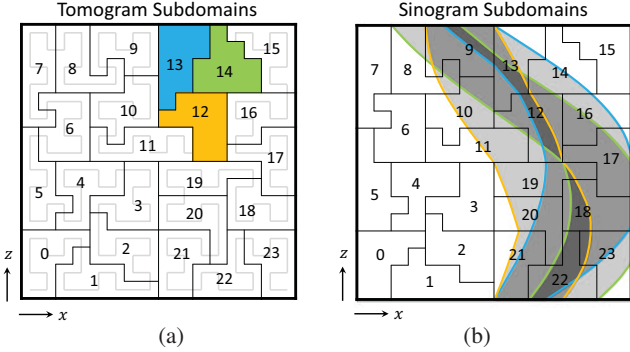 Tomogram Subdomains
7 8 9 13 14 15
6 10 12 16
11 17
5 4 3 19 20 18
0 1 2 21 22 23
z
x
(a)
Sinogram Subdomains
7 8 9 13 14 15
6 10 12 16
11 17
5 4 3 19 20 18
0 1 2 21 22 23
z
x
(b)